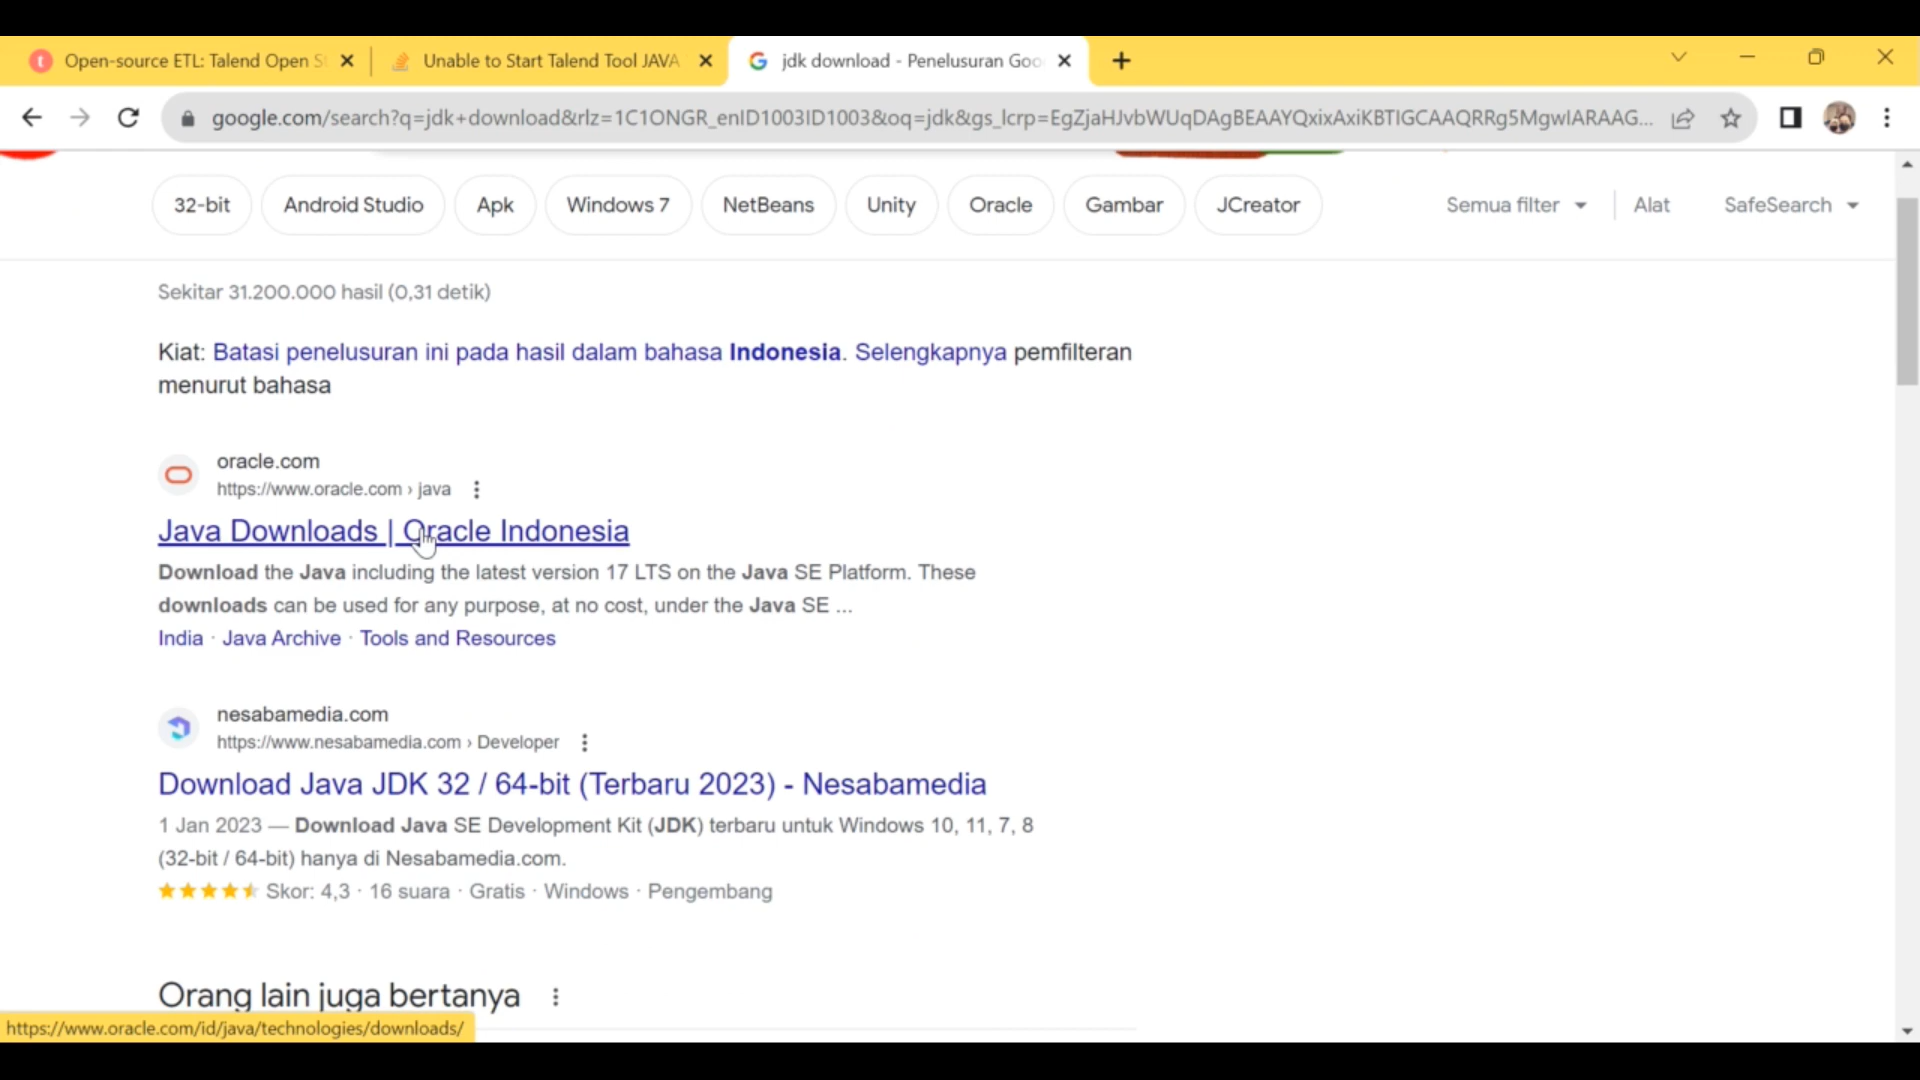 Open-source ETL: Talend Open St
Unable to Start Talend Tool JAVA
jdk download - Penelusuran Goo
google.com/search?q=jdk+download&rlz=1C1ONGR_enID1003ID1003&oq=jdk&gs_lcrp=EgZjaHJvbWUqDAgBEAAYQxixAxiKBTIGCAAQRRg5MgwIARAAG...
32-bit
Android Studio
Apk
Windows 7
NetBeans
Unity
Oracle
Gambar
JCreator
Semua filter
Alat
SafeSearch
Sekitar 31.200.000 hasil (0,31 detik)
Kiat: Batasi penelusuran ini pada hasil dalam bahasa Indonesia. Selengkapnya pemfilteran
menurut bahasa
oracle.com
https://www.oracle.com › java
Java Downloads | Oracle Indonesia
Download the Java including the latest version 17 LTS on the Java SE Platform. These
downloads can be used for any purpose, at no cost, under the Java SE ...
India · Java Archive · Tools and Resources
nesabamedia.com
https://www.nesabamedia.com › Developer
Download Java JDK 32 / 64-bit (Terbaru 2023) - Nesabamedia
1 Jan 2023 — Download Java SE Development Kit (JDK) terbaru untuk Windows 10, 11, 7, 8
(32-bit / 64-bit) hanya di Nesabamedia.com.
Skor: 4,3 · 16 suara · Gratis · Windows · Pengembang
Orang lain juga bertanya
https://www.oracle.com/id/java/technologies/downloads/